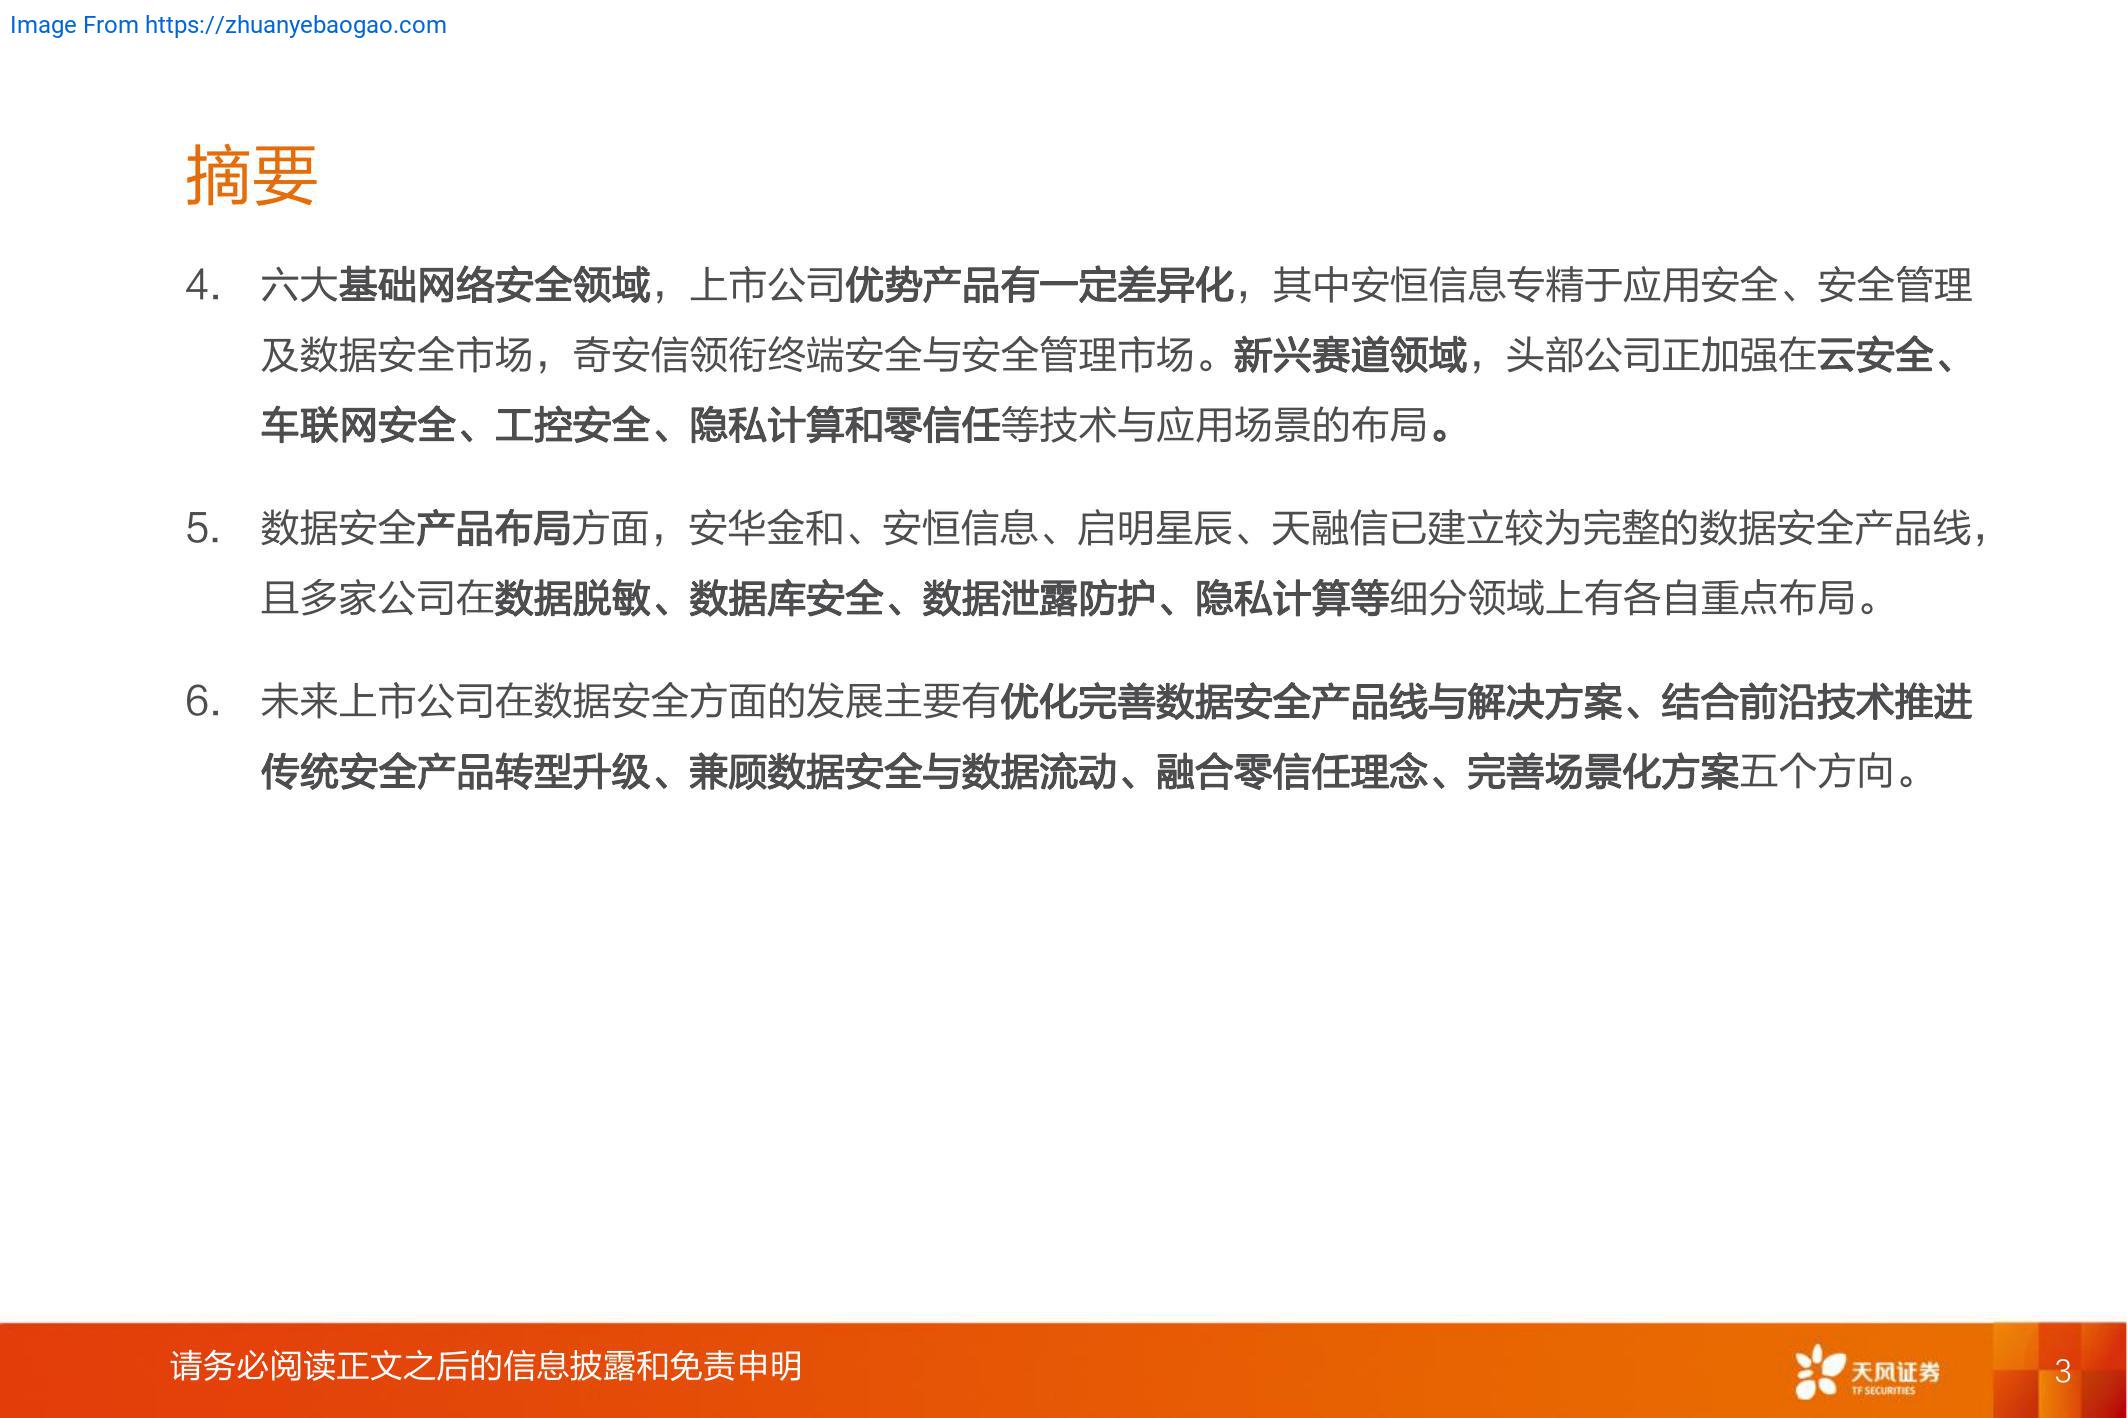 Image From https://zhuanyebaogao.com
摘要
4. 六大基础网络安全领域，上市公司优势产品有一定差异化，其中安恒信息专精于应用安全、安全管理
及数据安全市场，奇安信领衔终端安全与安全管理市场。新兴赛道领域，头部公司正加强在云安全、
车联网安全、工控安全、隐私计算和零信任等技术与应用场景的布局。
5. 数据安全产品布局方面，安华金和、安恒信息、启明星辰、天融信已建立较为完整的数据安全产品线，
且多家公司在数据脱敏、数据库安全、数据泄露防护、隐私计算等细分领域上有各自重点布局。
6. 未来上市公司在数据安全方面的发展主要有优化完善数据安全产品线与解决方案、结合前沿技术推进
传统安全产品转型升级、兼顾数据安全与数据流动、融合零信任理念、完善场景化方案五个方向。
请务必阅读正文之后的信息披露和免责申明
天风证券
TF SECURITIES
3